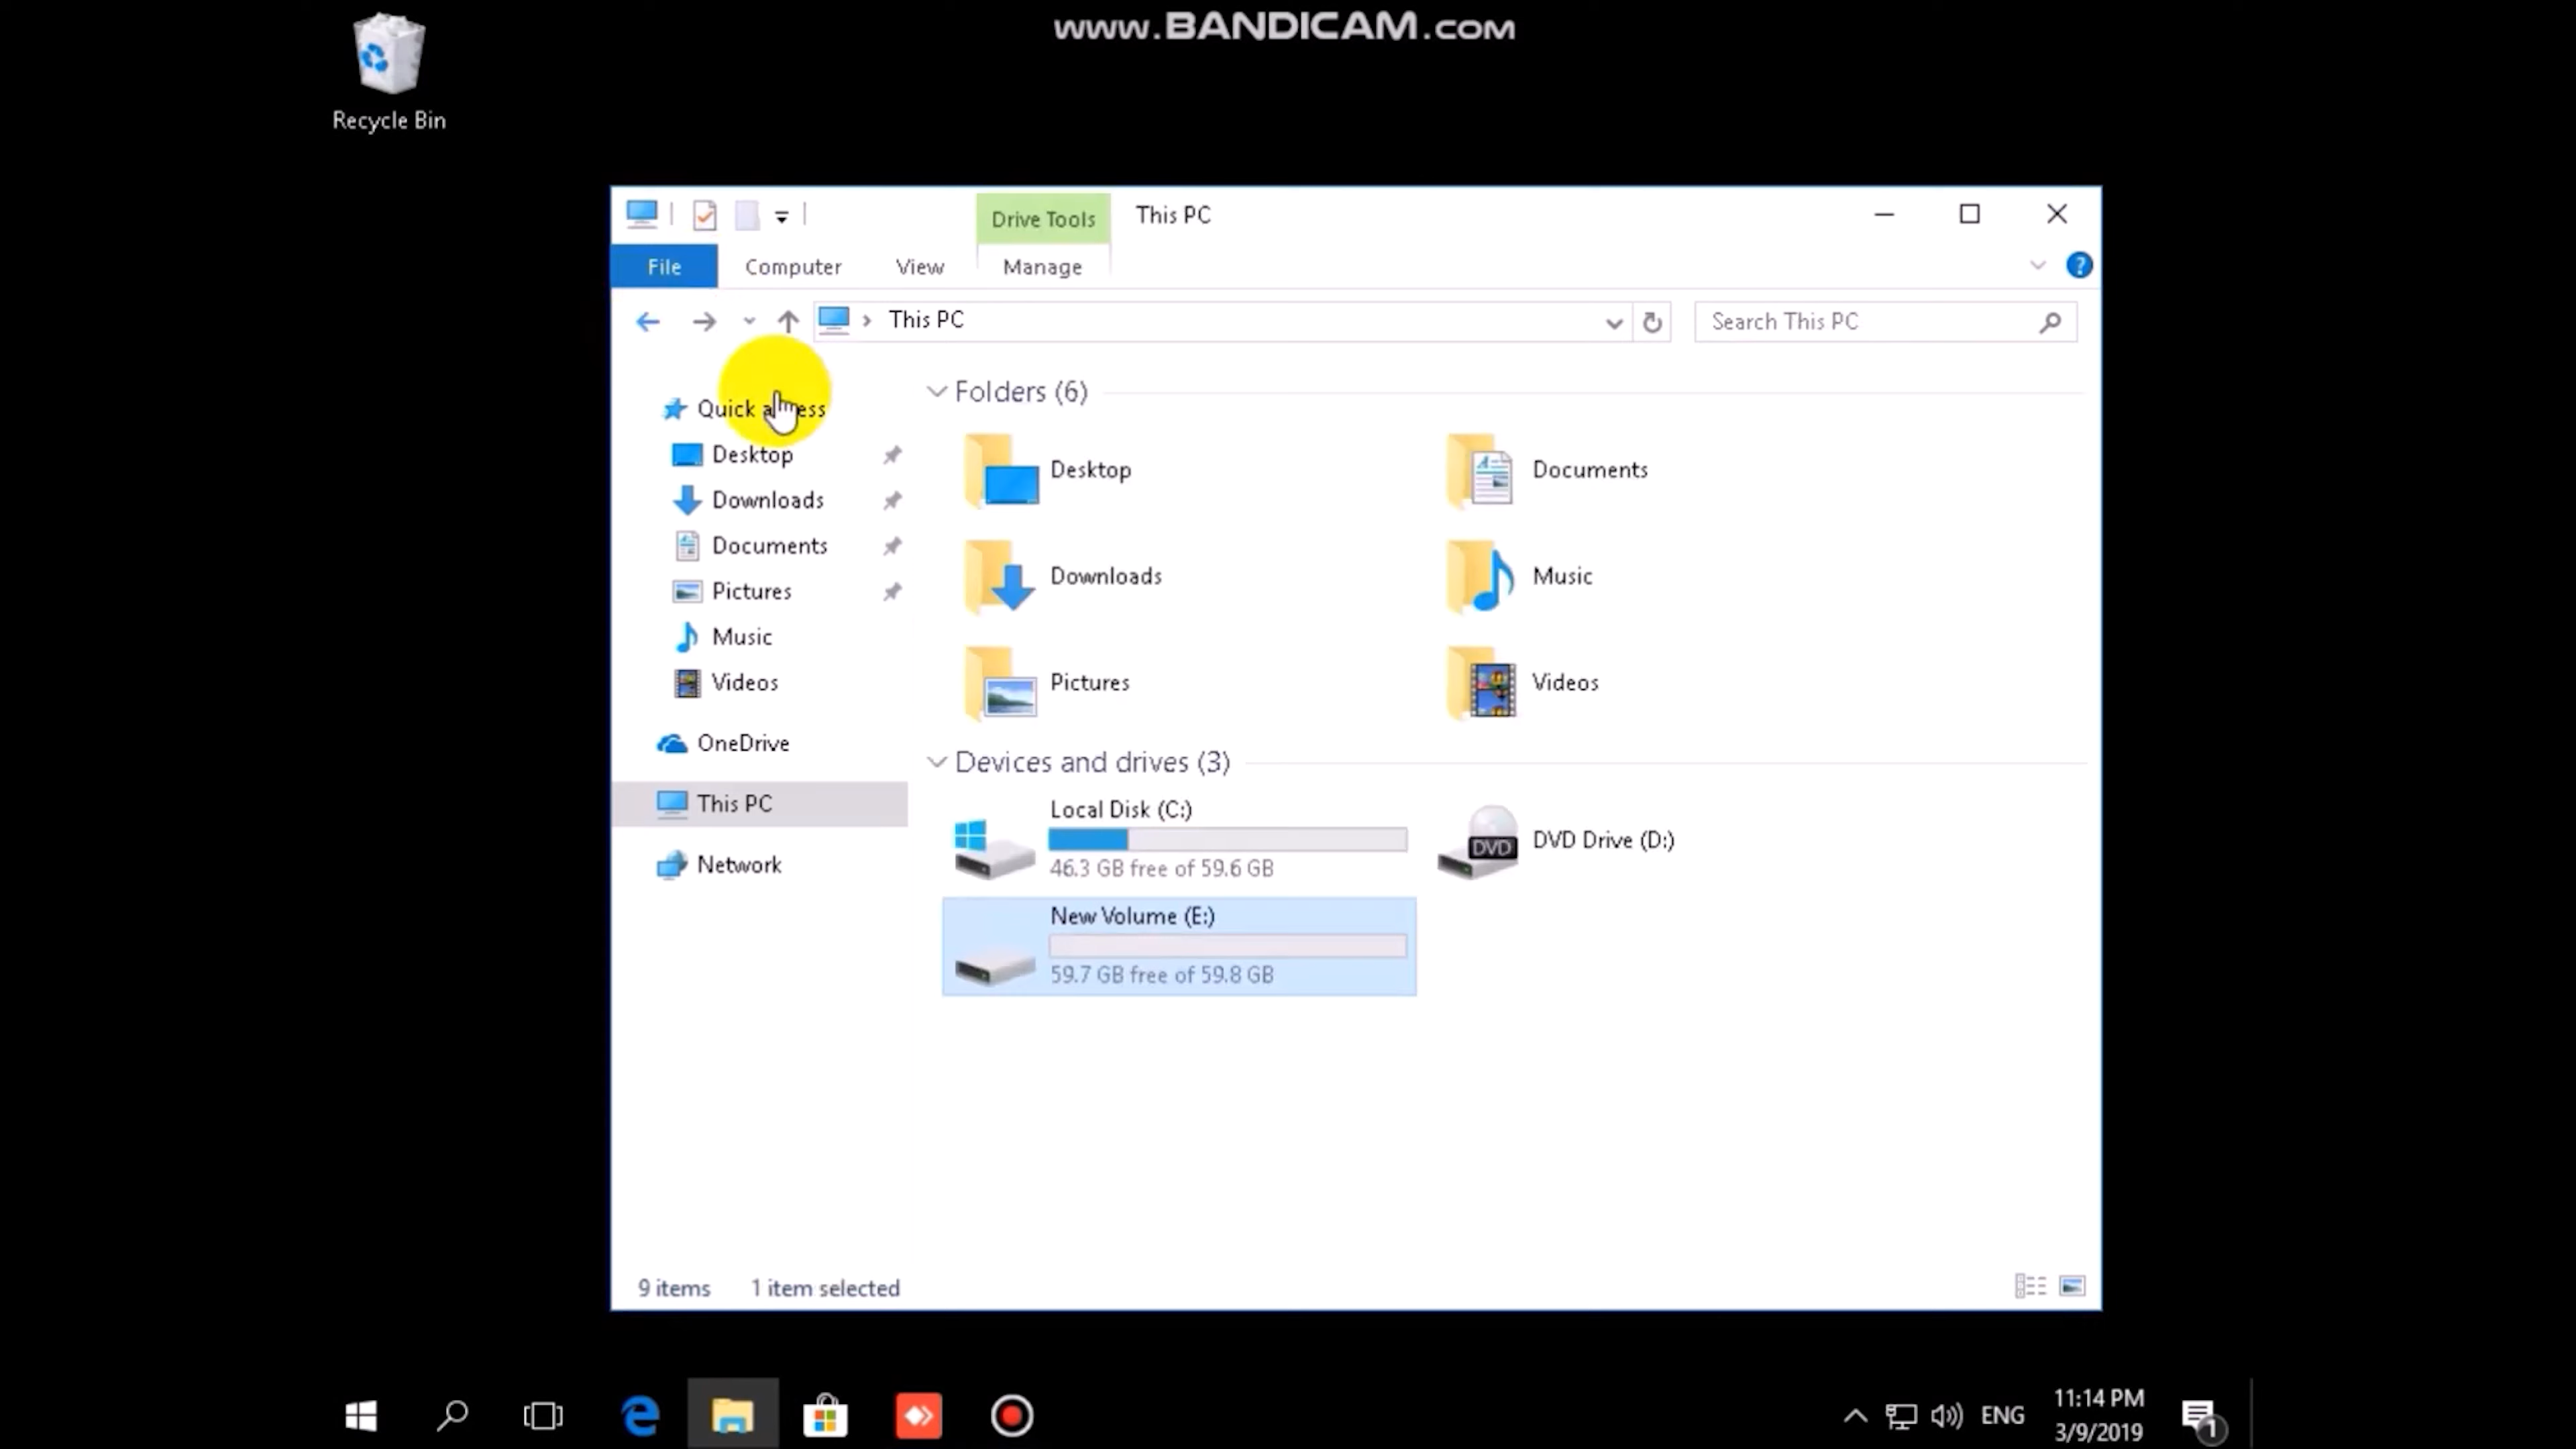 www.BANDICAM.com
Recycle Bin
Drive Tools
This PC
File
Computer
View
Manage
This PC
Search This PC
Quick access
Desktop
Downloads
Documents
Pictures
Music
Videos
OneDrive
This PC
Network
Folders (6)
Desktop
Documents
Downloads
Music
Pictures
Videos
Devices and drives (3)
Local Disk (C:)
46.3 GB free of 59.6 GB
DVD
DVD Drive (D:)
New Volume (E:)
59.7 GB free of 59.8 GB
9 items
1 item selected
ENG
11:14 PM
3/9/2019
1